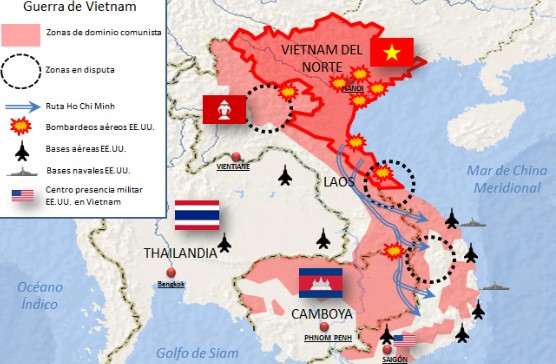 Guerra de Vietnam
Zonas de dominio comunista
Zonas en disputa
Ruta Ho Chi Minh
Bombardeos aéreos EE.UU.
Bases aéreas EE.UU.
Bases navales EE.UU.
Centro presencia militar
EE.UU. en Vietnam
VIETNAM DEL
NORTE
HANOI
VIENTIANE
LAOS
Mar de China
Meridional
THAILANDIA
Bengkok
Océano
Índico
CAMBOYA
PHNOM PENH
Golfo de Siam
SAIGÓN